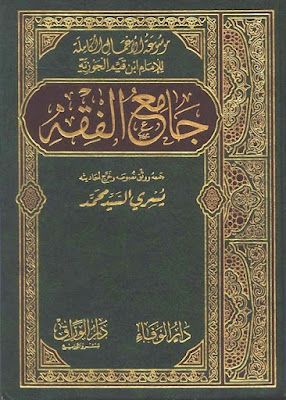 موسوعة الأعمال الكاملة
للإمام ابن قيم الجوزية
جامع الفقه
جمعه ووثق نصوصه وخرج أحاديثه
يسري السيد محمد
دار الوفاء
دار الوراق